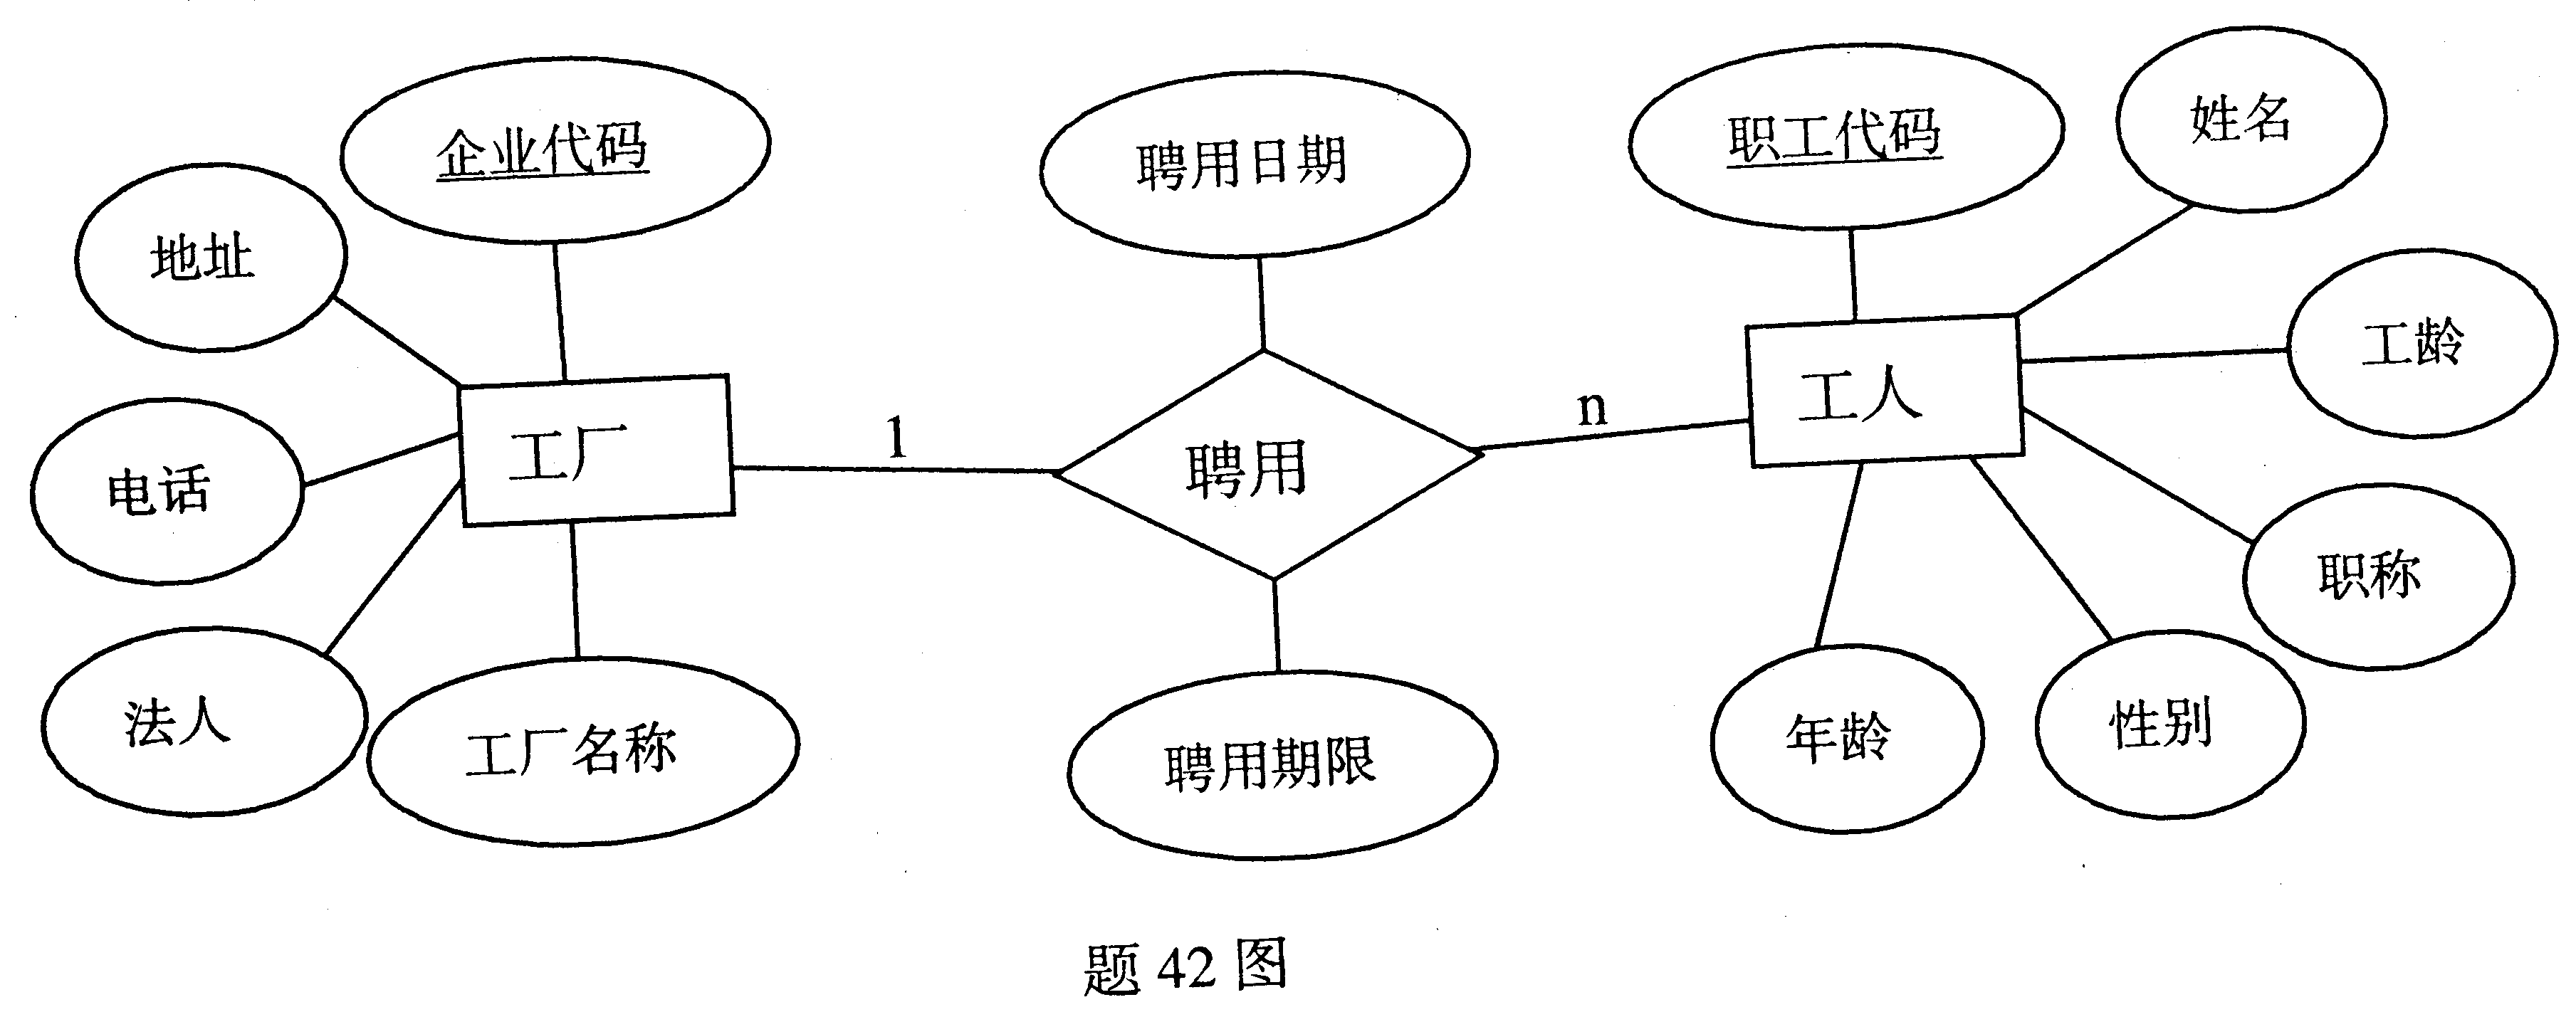 企业代码
聘用日期
职工代码
姓名
地址
工龄
工厂
1
聘用
n
工人
电话
职称
法人
工厂名称
聘用期限
年龄
性别
题 42 图